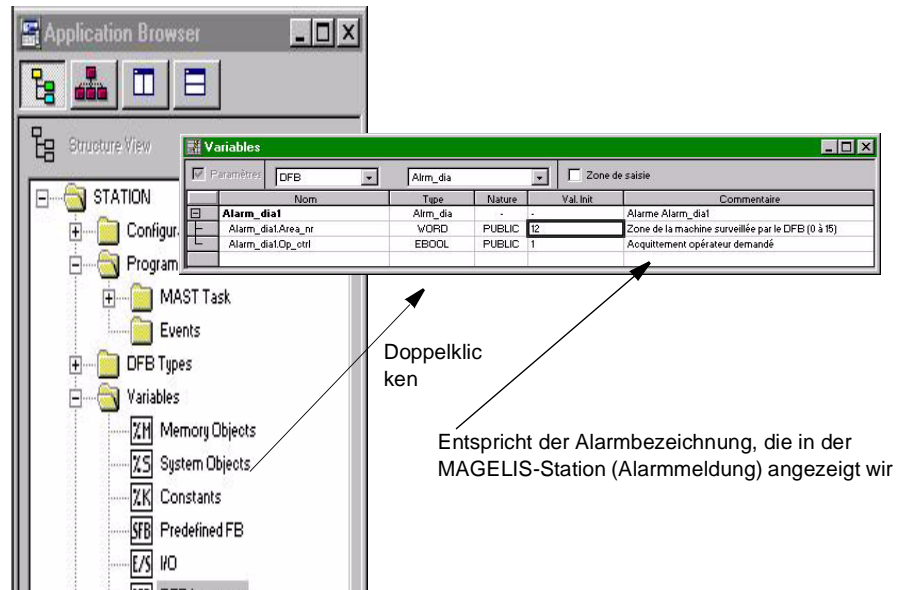 Application Browser
Structure View
STATION
Configur
Program
MAST Task
Events
DFB Types
Variables
%M Memory Objects
%S System Objects
%K Constants
SFB Predefined FB
E/S I/O
Variables
Paramètres DFB Alrm_dia Zone de saisie
Nom Type Nature Val. Init Commentaire
Alarm_dia1 Alrm_dia - - Alarme Alarm_dia1
Alarm_dia1.Area_nr WORD PUBLIC 12 Zone de la machine surveillée par le DFB (0 à 15)
Alarm_dia1.Op_ctrl EBOOL PUBLIC 1 Acquittement opérateur demandé
Doppelklic
ken
Entspricht der Alarmbezeichnung, die in der
MAGELIS-Station (Alarmmeldung) angezeigt wir